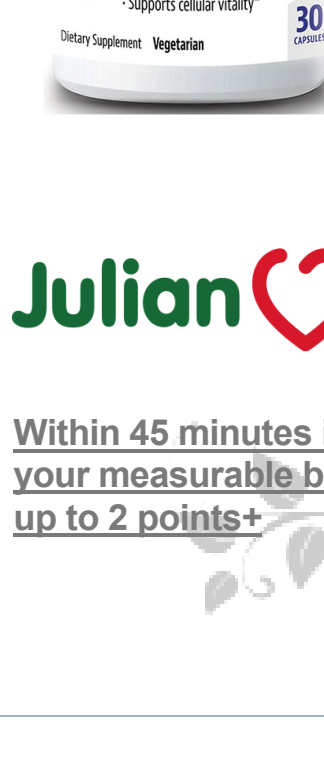 · Supports cellular vitality
30
CAPSULES
Dietary Supplement Vegetarian
Julian
Within 45 minutes
your measurable b
up to 2 points+